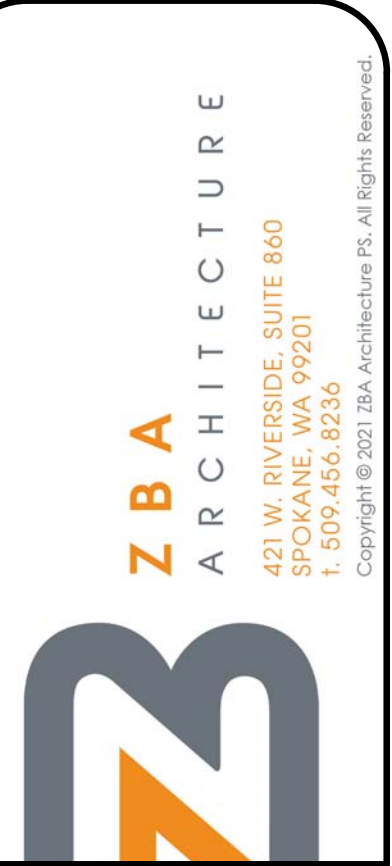 ZBA
ARCHITECTURE
421 W. RIVERSIDE, SUITE 860
SPOKANE, WA 99201
t. 509.456.8236
Copyright © 2021 ZBA Architecture PS. All Rights Reserved.